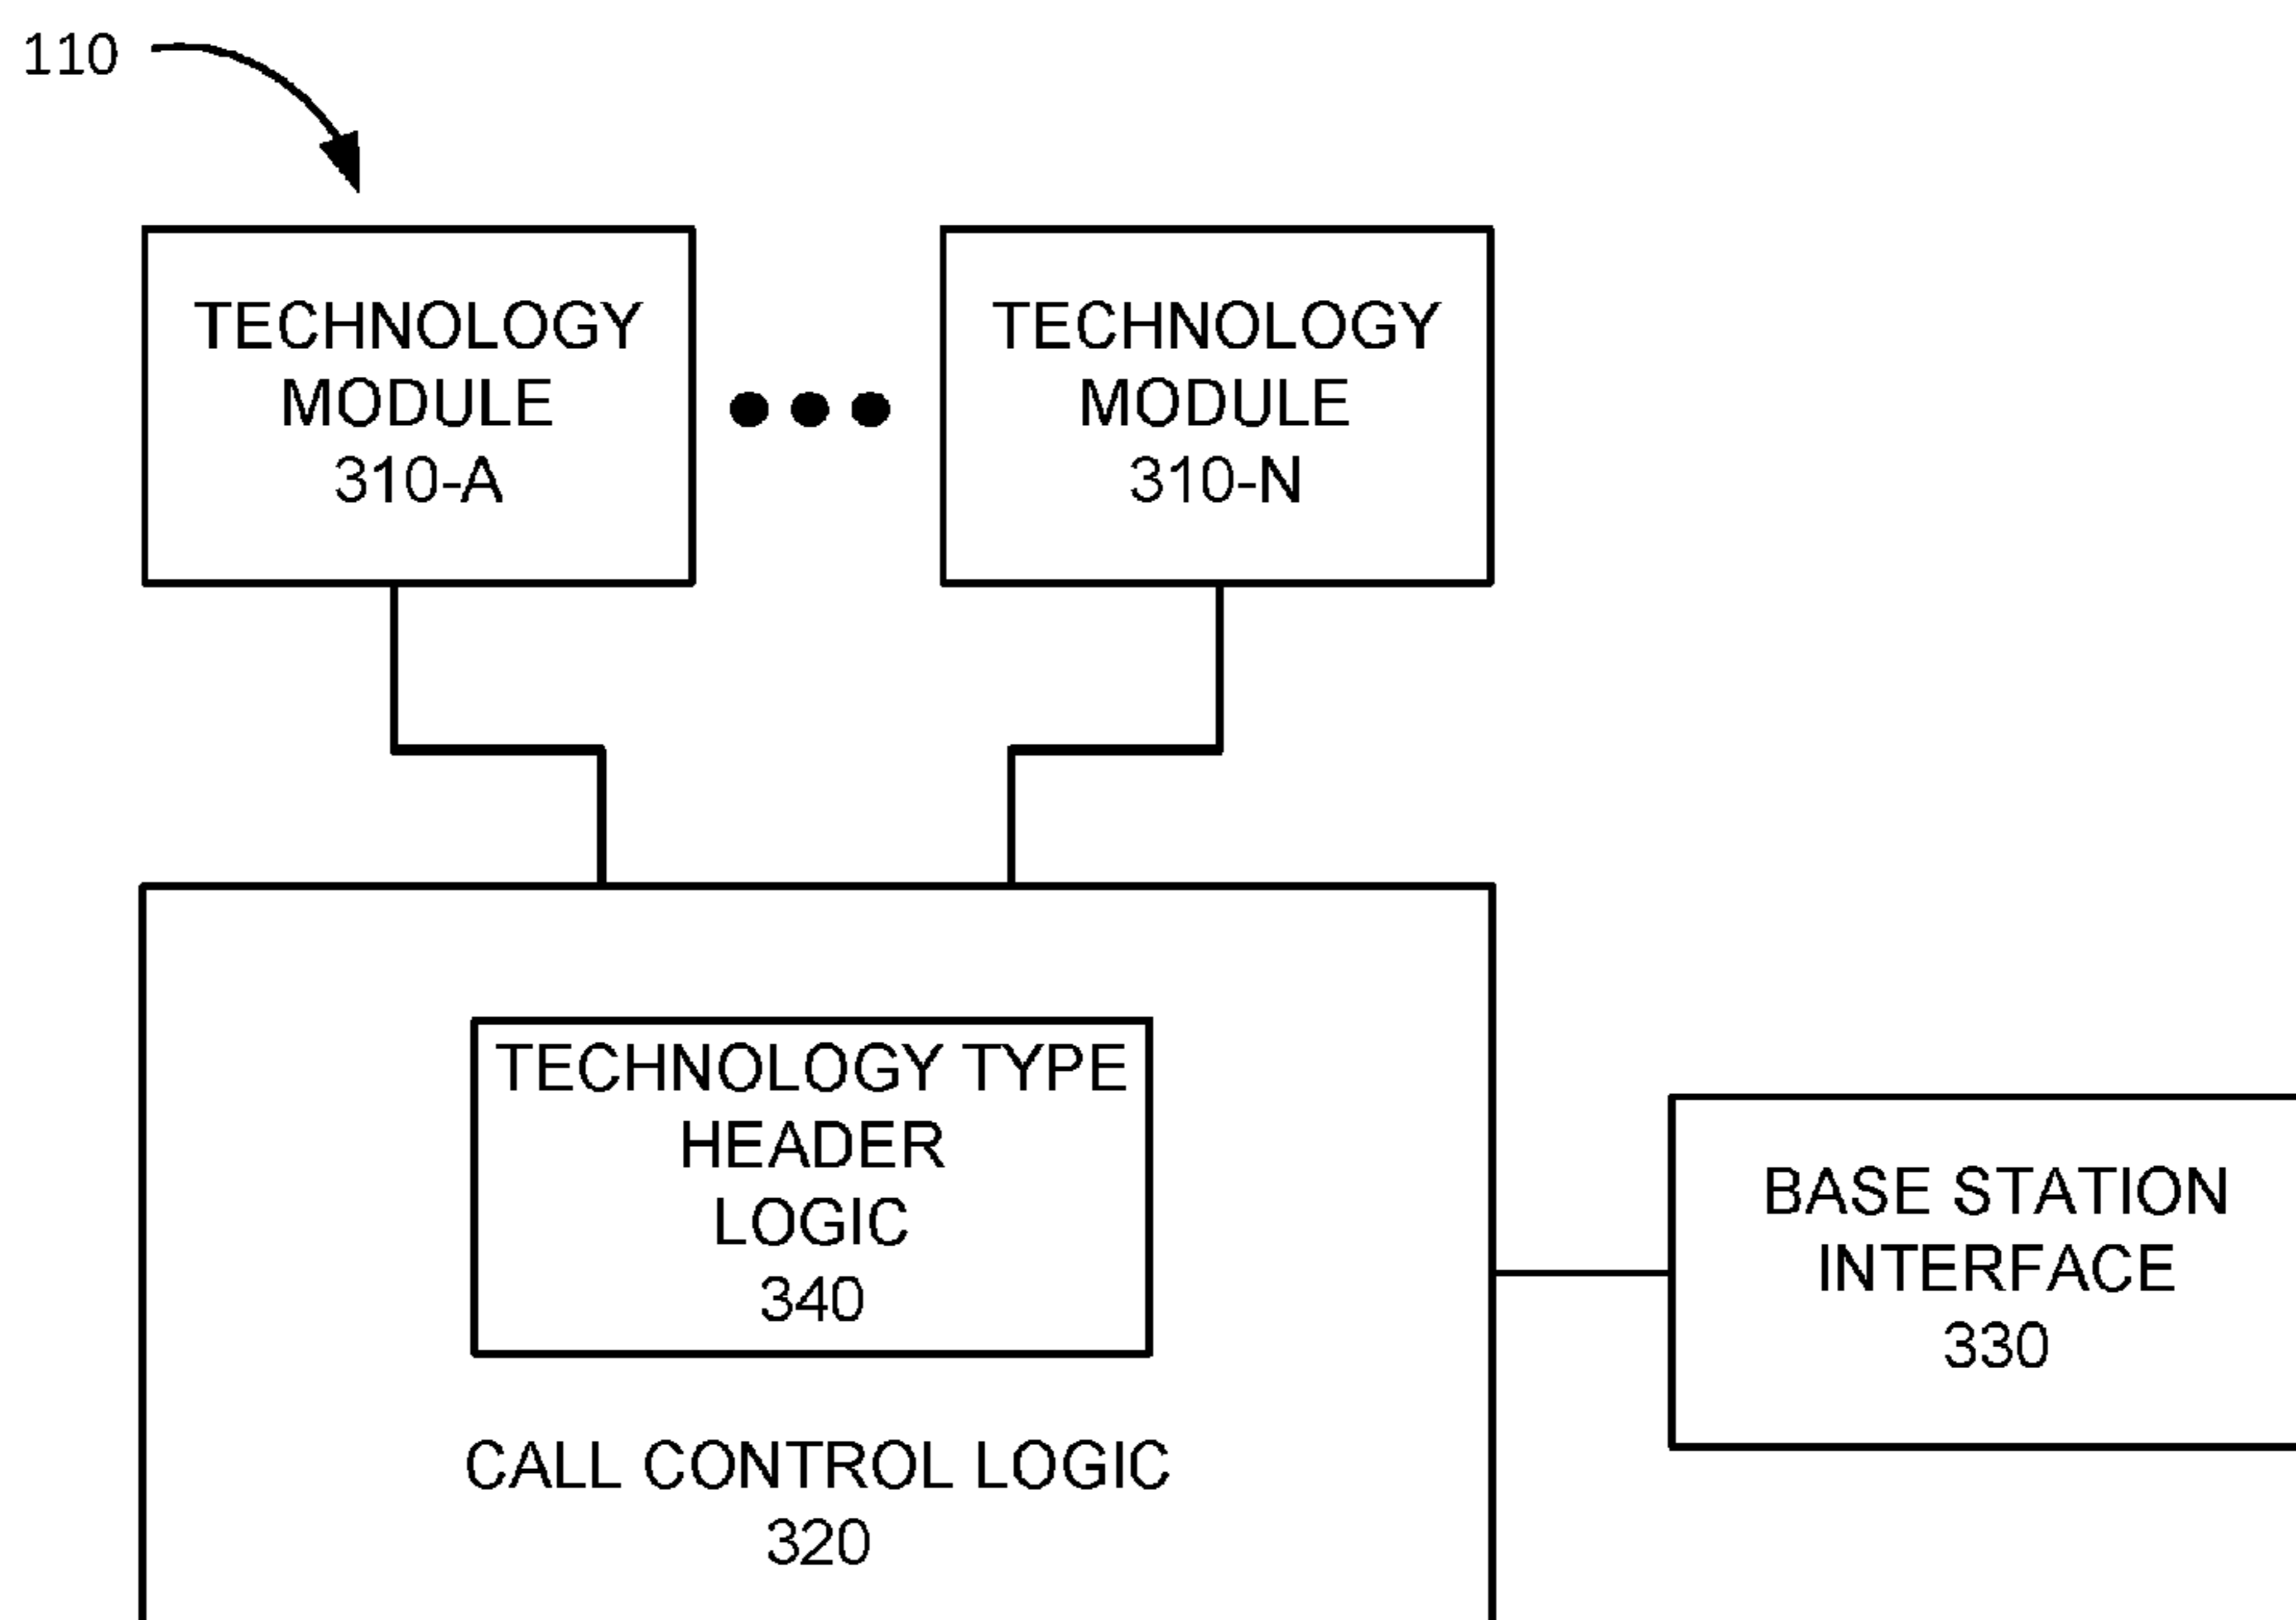 110
TECHNOLOGY
MODULE
310-A
TECHNOLOGY
MODULE
310-N
TECHNOLOGY TYPE
HEADER
LOGIC
340
CALL CONTROL LOGIC
320
BASE STATION
INTERFACE
330